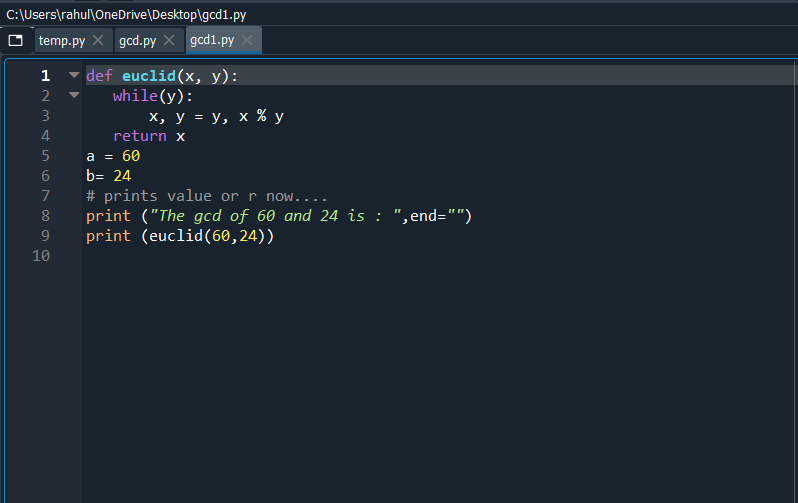 C:\Users\rahul\OneDrive\Desktop\gcd1.py
temp.py gcd.py gcd1.py
1 def euclid(x, y):
2    while(y):
3        x, y = y, x % y
4    return x
5 a = 60
6 b= 24
7 # prints value or r now....
8 print ("The gcd of 60 and 24 is : ",end="")
9 print (euclid(60,24))
10